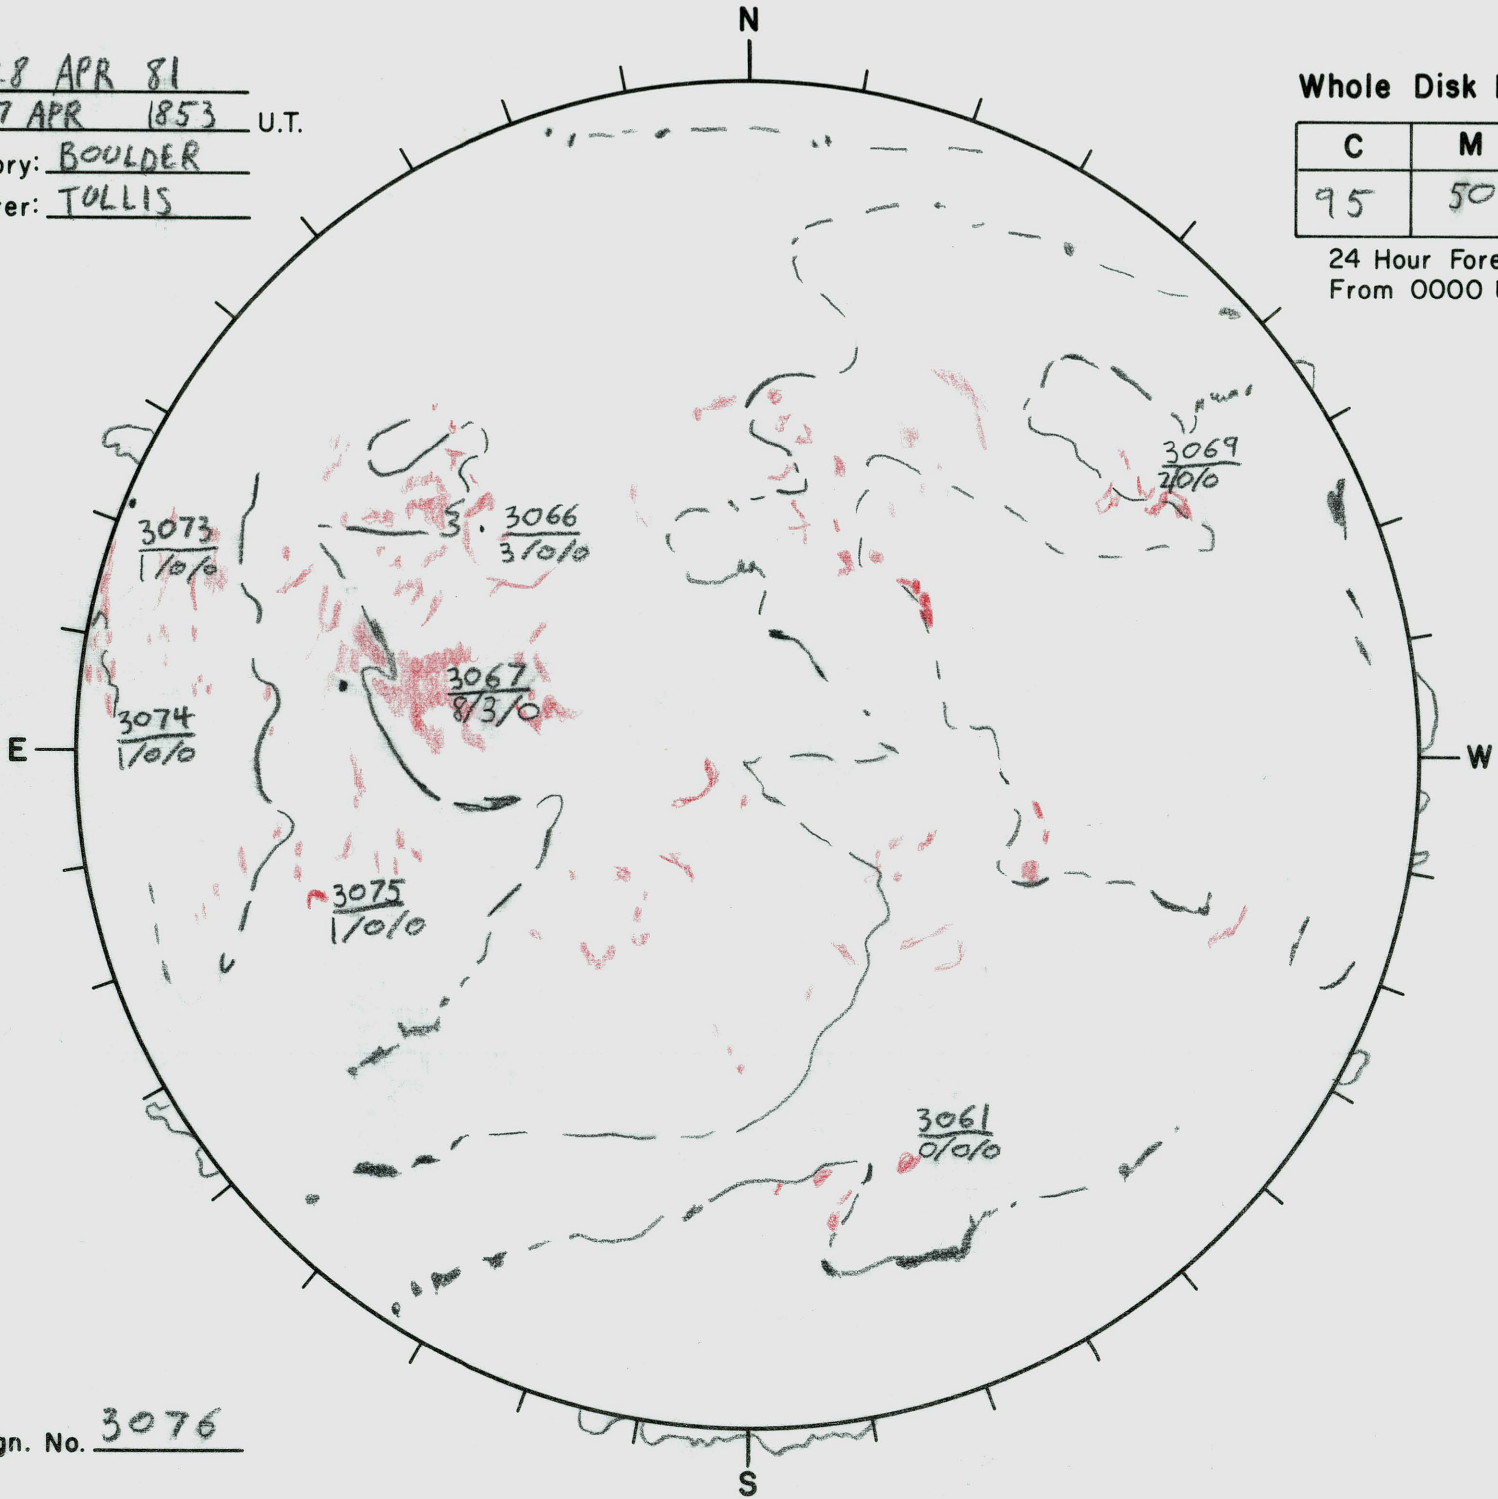 N
8 APR 81
7 APR 1853 U.T.
ory: BOULDER
er: TULLIS
Whole Disk
C M
95 50
24 Hour Fore
From 0000
3069
2/0/0
3073
1/0/0
3066
3/0/0
3067
8/3/0
3074
1/0/0
E
W
3075
1/0/0
3061
0/0/0
gn. No. 3076
S